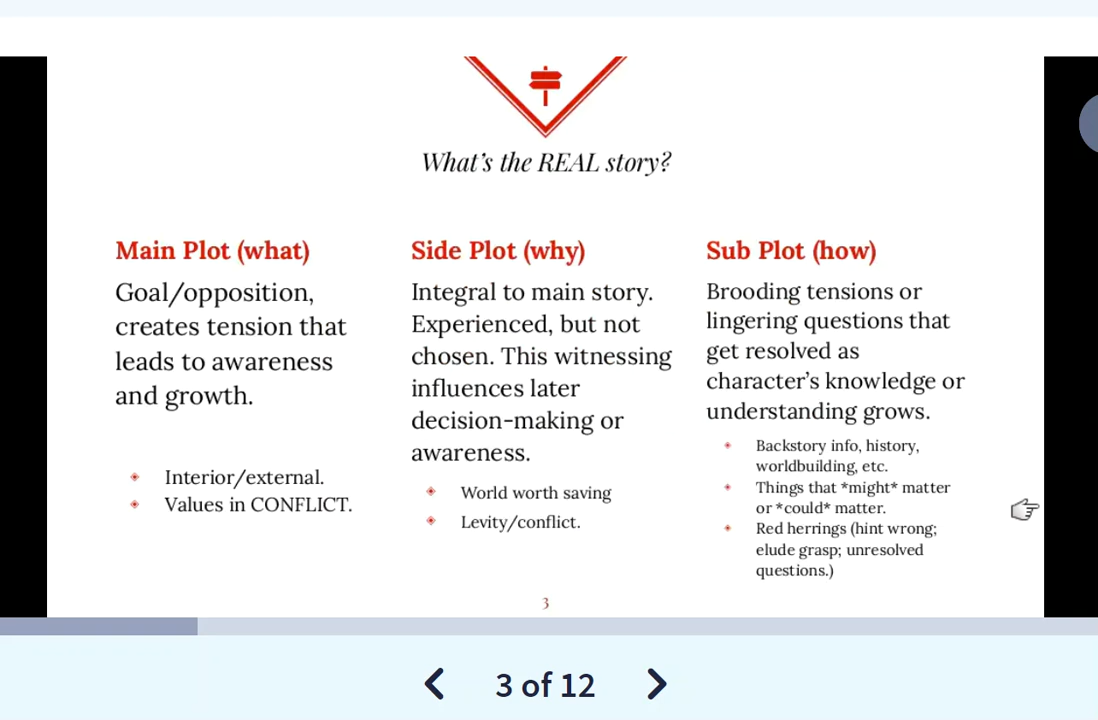 What's the REAL story?
Main Plot (what)
Goal/opposition,
creates tension that
leads to awareness
and growth.
Interior/external.
Values in CONFLICT.
Side Plot (why)
Integral to main story.
Experienced, but not
chosen. This witnessing
influences later
decision-making or
awareness.
World worth saving
Levity/conflict.
Sub Plot (how)
Brooding tensions or
lingering questions that
get resolved as
character's knowledge or
understanding grows.
Backstory info, history,
worldbuilding, etc.
Things that *might* matter
or *could* matter.
Red herrings (hint wrong;
elude grasp; unresolved
questions.)
3
3 of 12